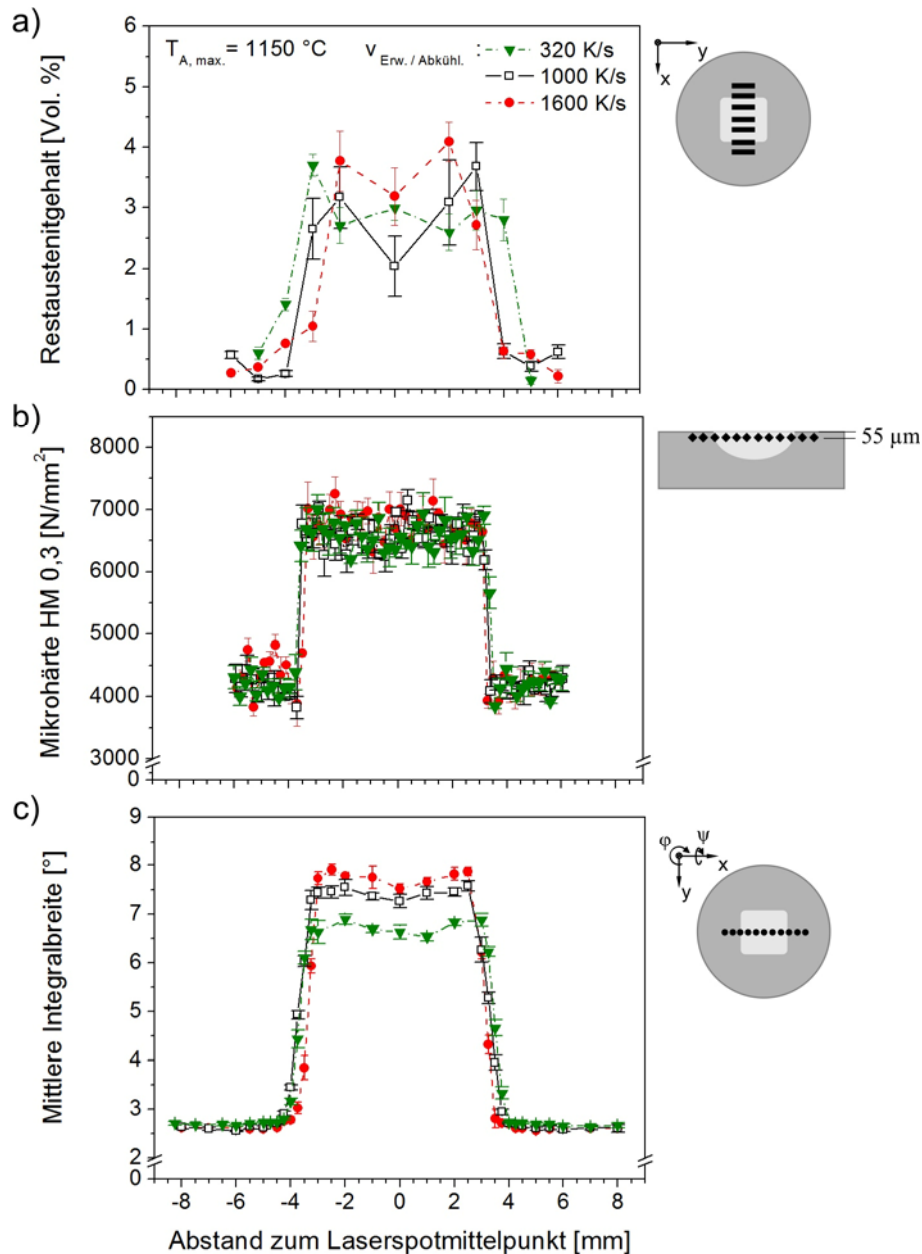 a)
Restaustenitgehalt [Vol. %]
6
5
4
3
2
1
0
T A, max. = 1150 °C v Erw. / Abkühl. :
320 K/s
1000 K/s
1600 K/s
y
x
b)
Mikrohärte HM 0,3 [N/mm²]
8000
7000
6000
5000
4000
3000
0
55 µm
c)
Mittlere Integralbreite [°]
9
8
7
6
5
4
3
2
0
φ ψ
x
y
-8 -6 -4 -2 0 2 4 6 8
Abstand zum Laserspotmittelpunkt [mm]